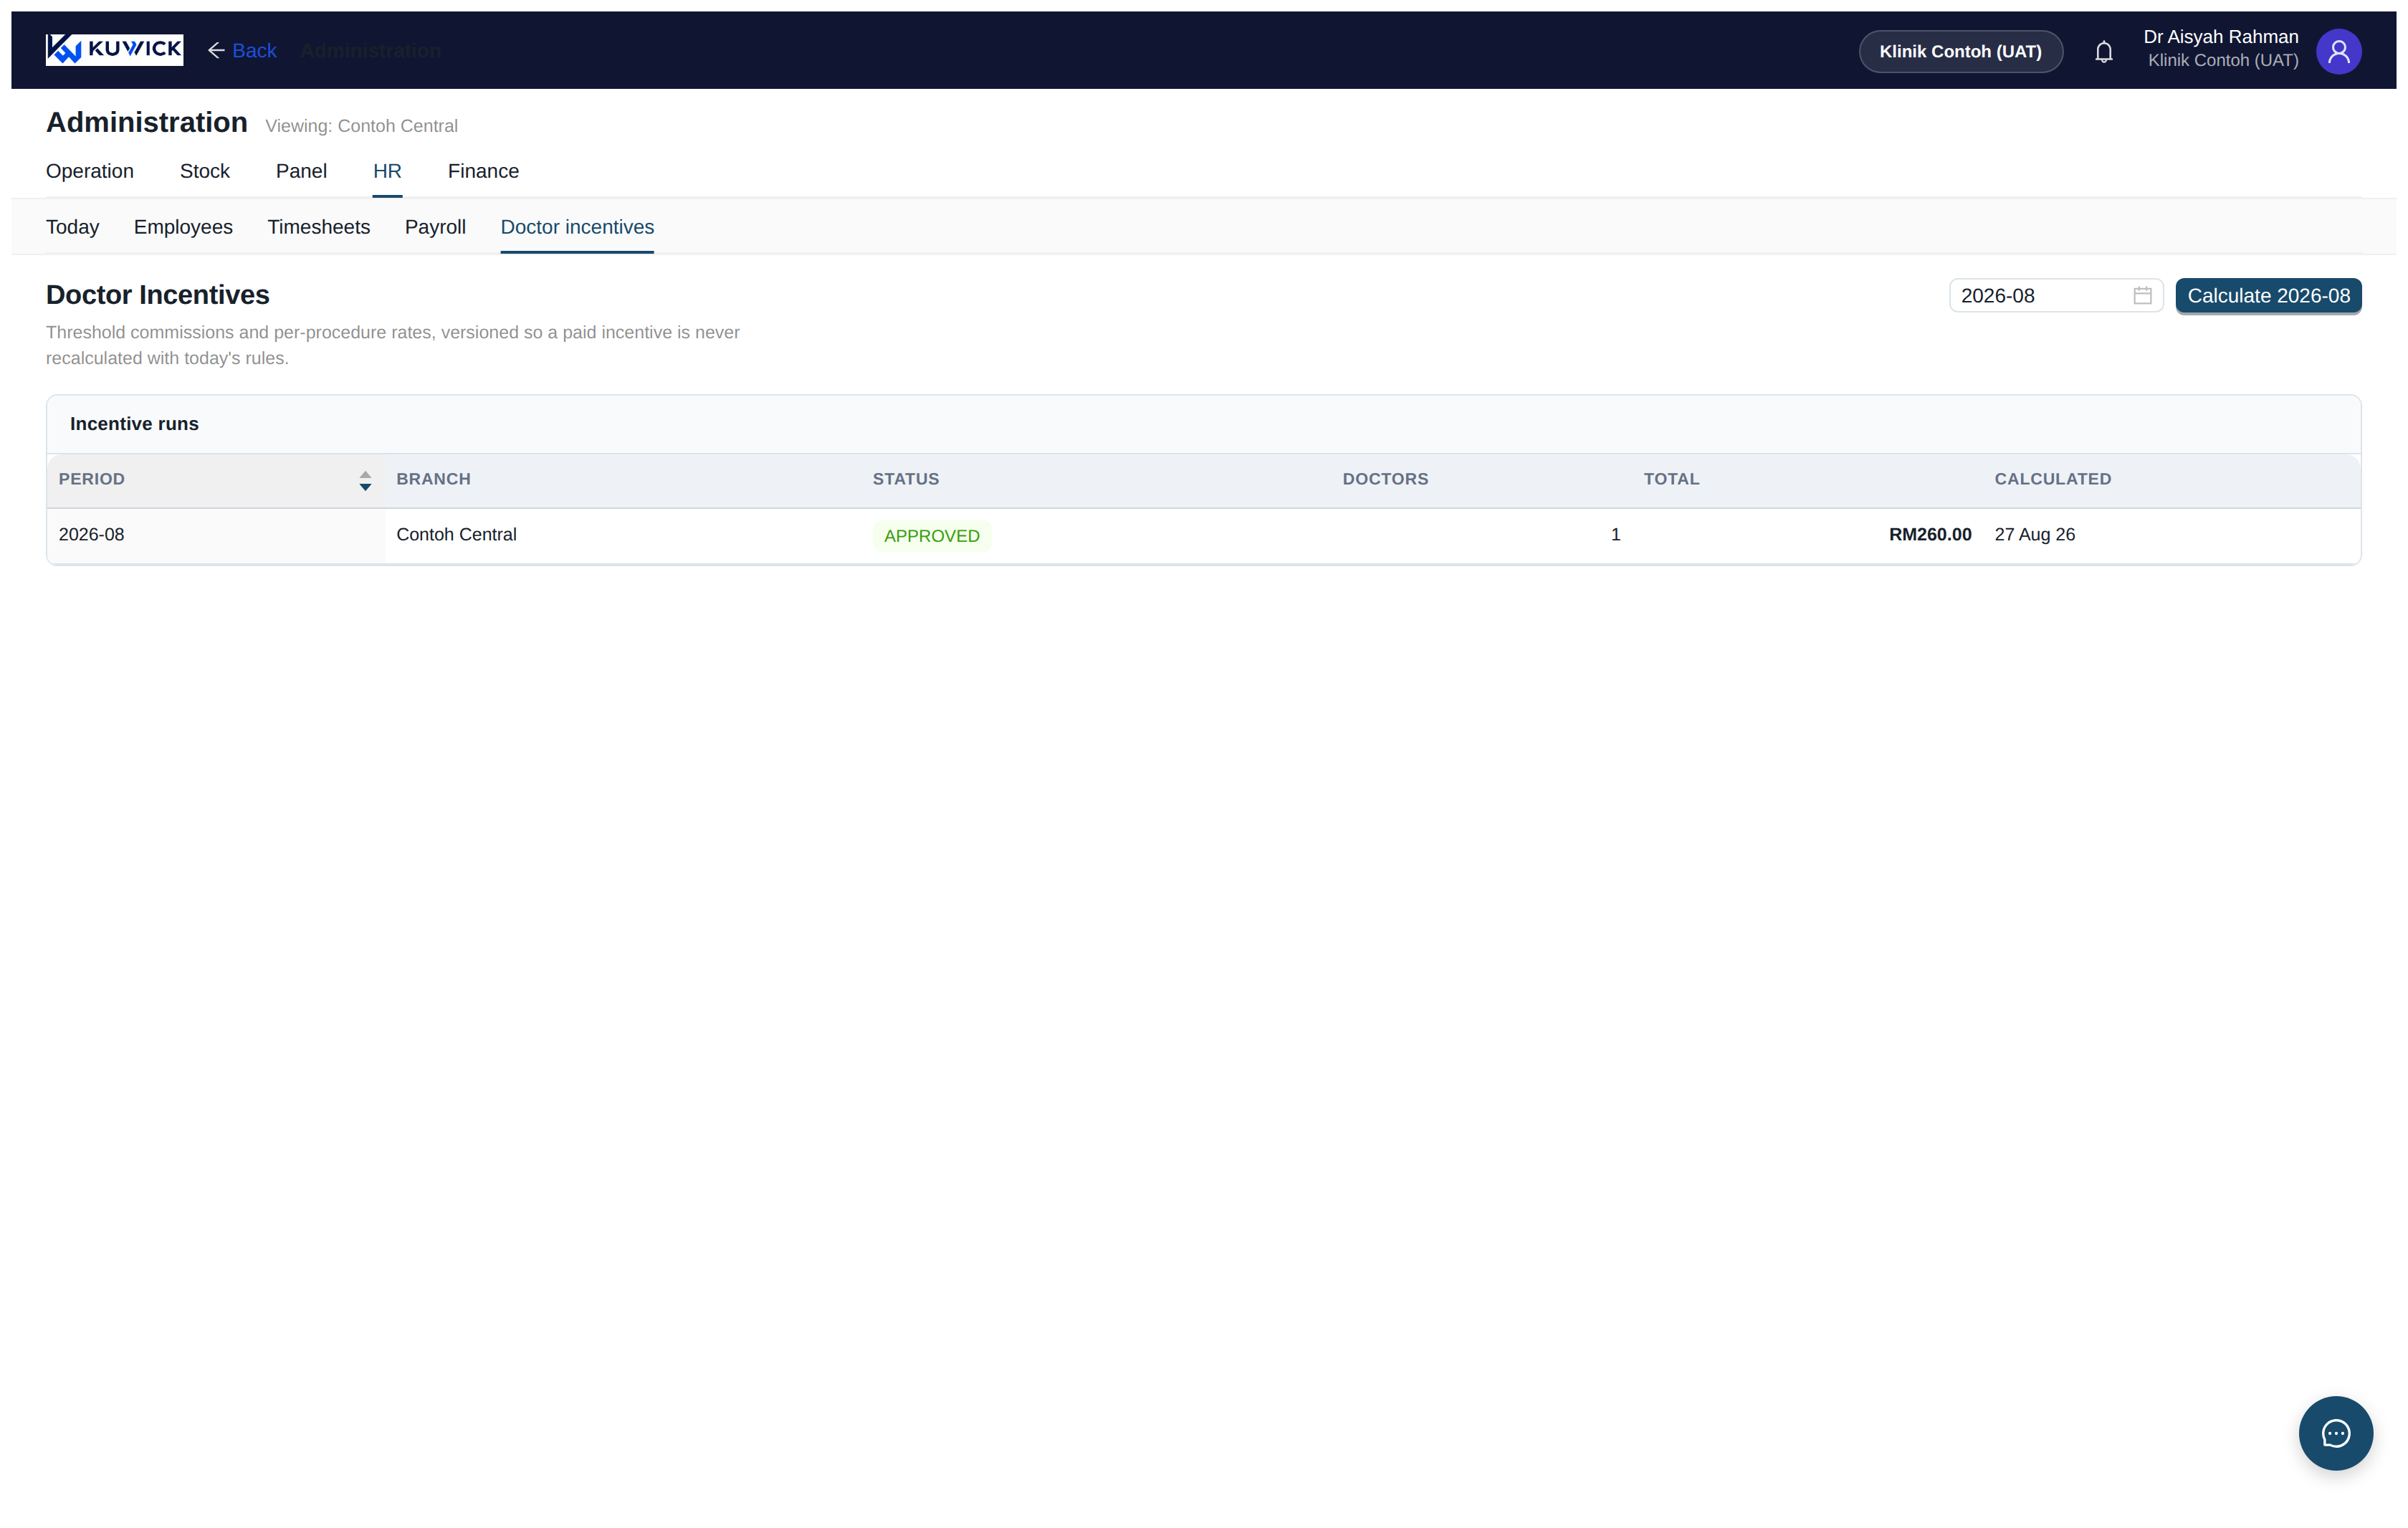 KUWICK
Back Administration
Klinik Contoh (UAT)
Dr Aisyah Rahman
Klinik Contoh (UAT)
Administration Viewing: Contoh Central
Operation Stock Panel HR Finance
Today Employees Timesheets Payroll Doctor incentives
Doctor Incentives
2026-08 Calculate 2026-08
Threshold commissions and per-procedure rates, versioned so a paid incentive is never
recalculated with today's rules.
Incentive runs
PERIOD BRANCH STATUS DOCTORS TOTAL CALCULATED
2026-08 Contoh Central APPROVED 1 RM260.00 27 Aug 26